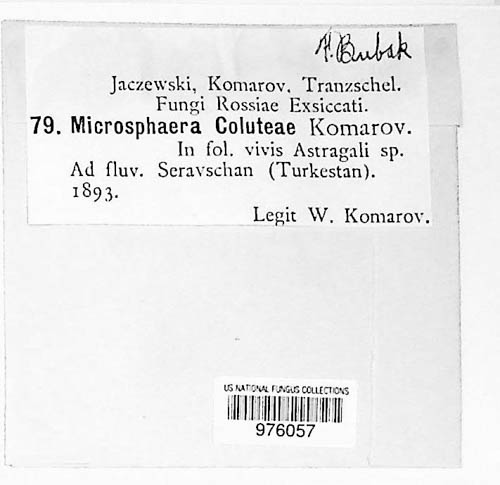 F. Bubak
Jaczewski, Komarov, Tranzschel.
Fungi Rossiae Exsiccati.
79. Microsphaera Coluteae Komarov.
In fol. vivis Astragali sp.
Ad fluv. Seravschan (Turkestan).
1893.
Legit W. Komarov.
US NATIONAL FUNGUS COLLECTIONS
976057